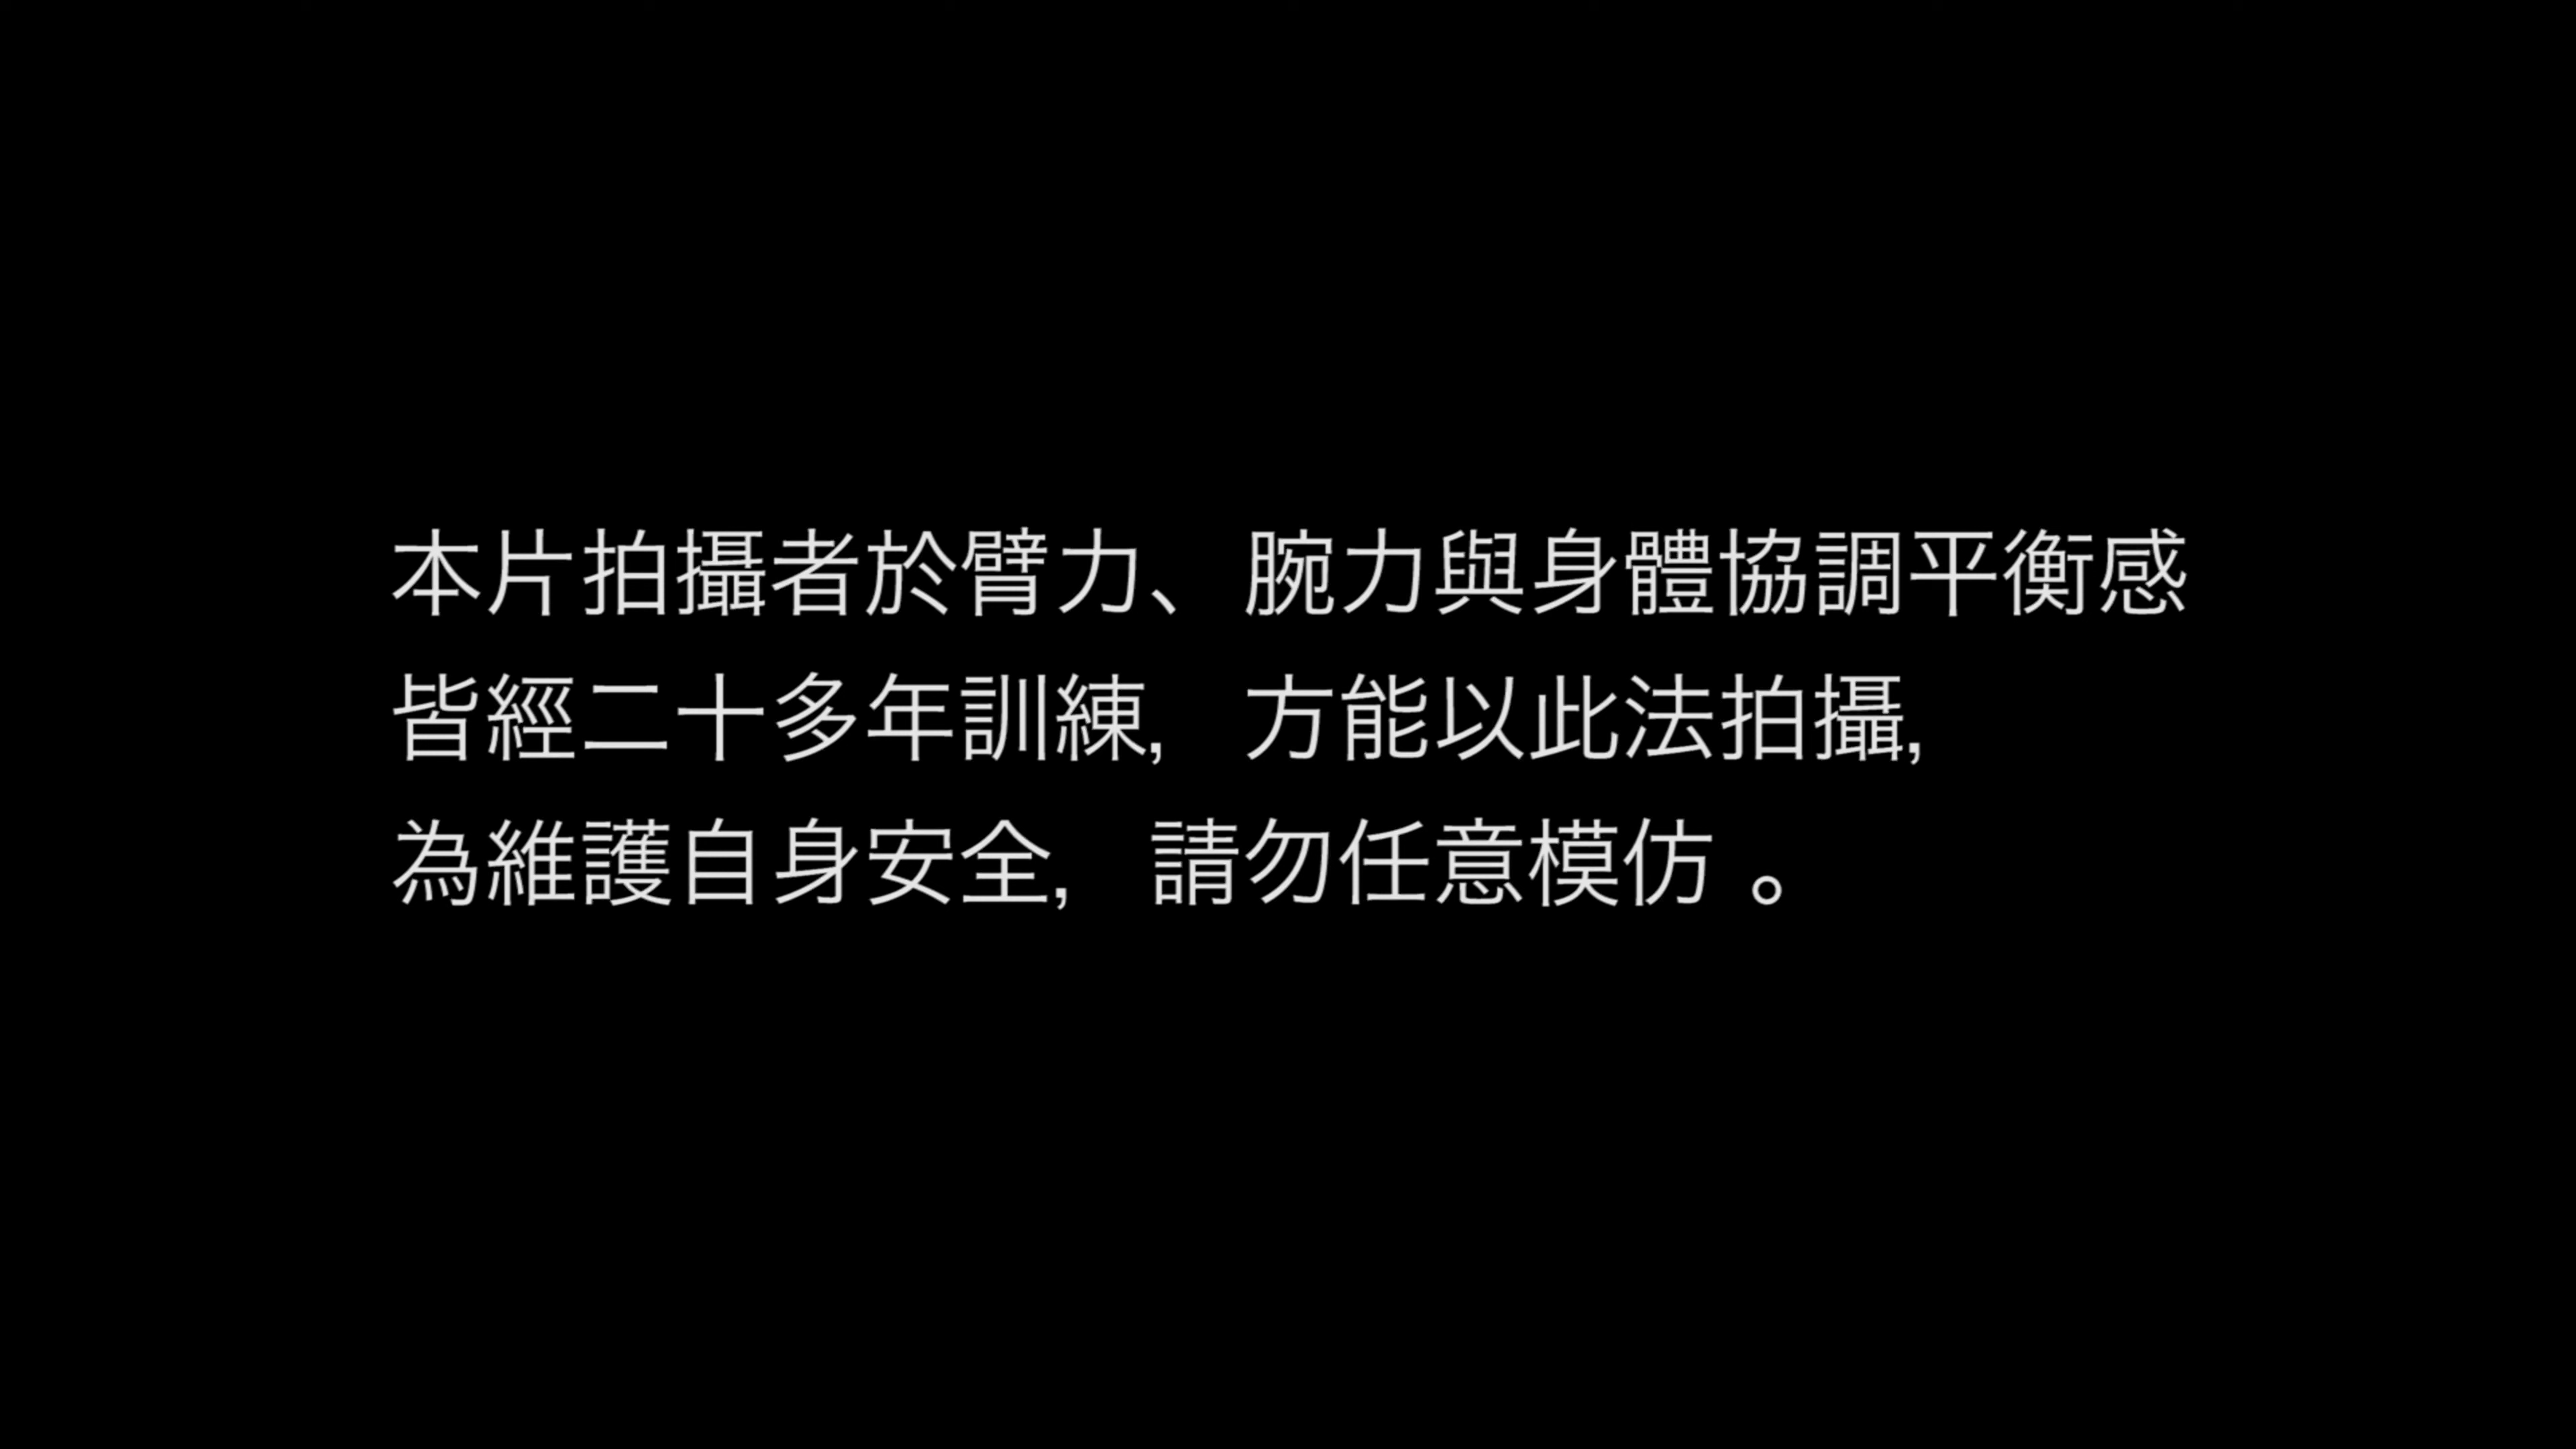 本片拍攝者於臂力、腕力與身體協調平衡感
皆經二十多年訓練, 方能以此法拍攝,
為維護自身安全, 請勿任意模仿 。